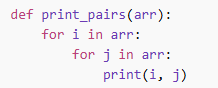 def print_pairs(arr):
    for i in arr:
        for j in arr:
            print(i, j)